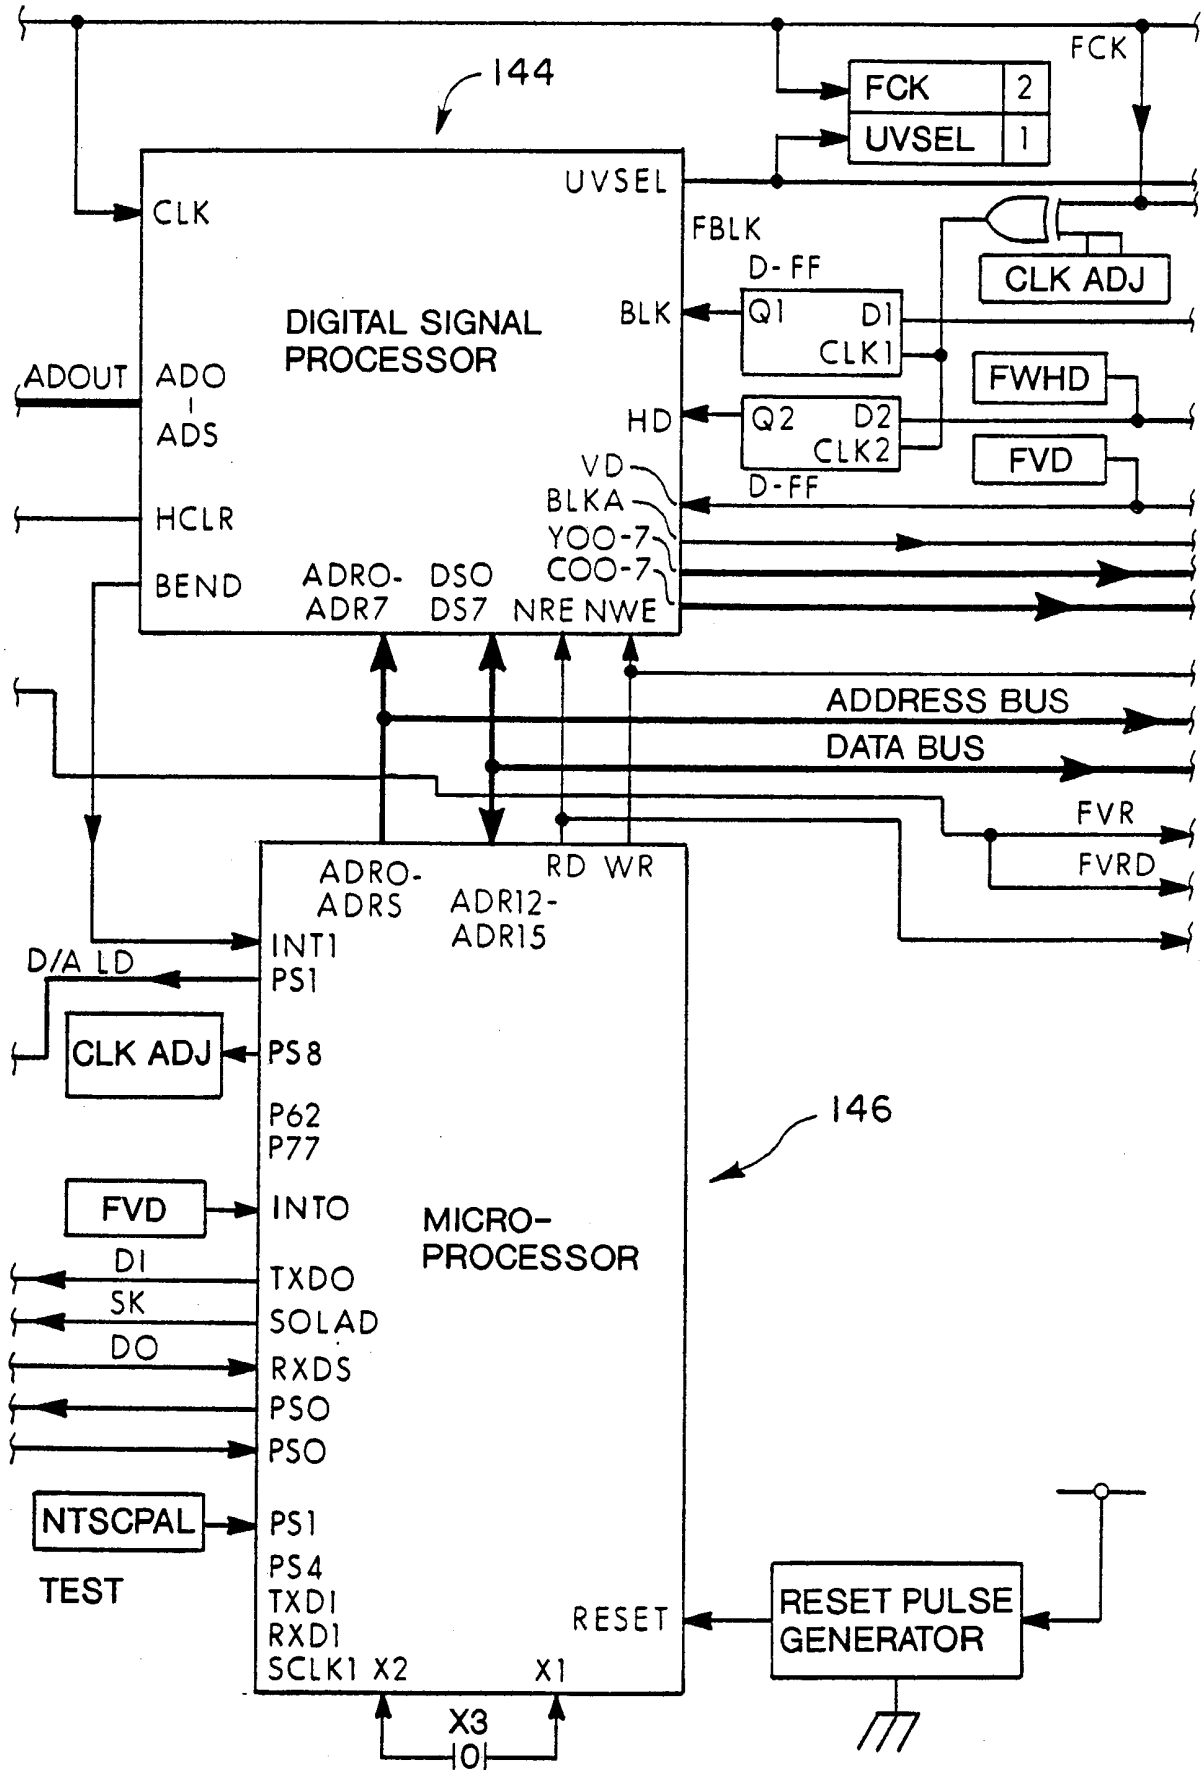 FCK
144
FCK 2
UVSEL 1
UVSEL
CLK
FBLK
D-FF
CLK ADJ
DIGITAL SIGNAL
PROCESSOR
BLK
Q1 D1
CLK1
ADOUT
ADO
ADS
FWHD
HD
Q2 D2
CLK2
FVD
VD
D-FF
BLKA
HCLR
YOO-7
COO-7
BEND
ADRO-
ADR7
DSO
DS7
NRE NWE
ADDRESS BUS
DATA BUS
FVR
FVRD
ADRO-
ADRS
ADR12-
ADR15
RD WR
INT1
D/A LD
PS1
CLK ADJ
PS8
P62
P77
146
FVD
INTO
MICRO-
PROCESSOR
DI
TXDO
SK
SOLAD
DO
RXDS
PSO
PSO
NTSCPAL
PS1
TEST
PS4
TXD1
RXD1
SCLK1 X2 X1
RESET
RESET PULSE
GENERATOR
X3